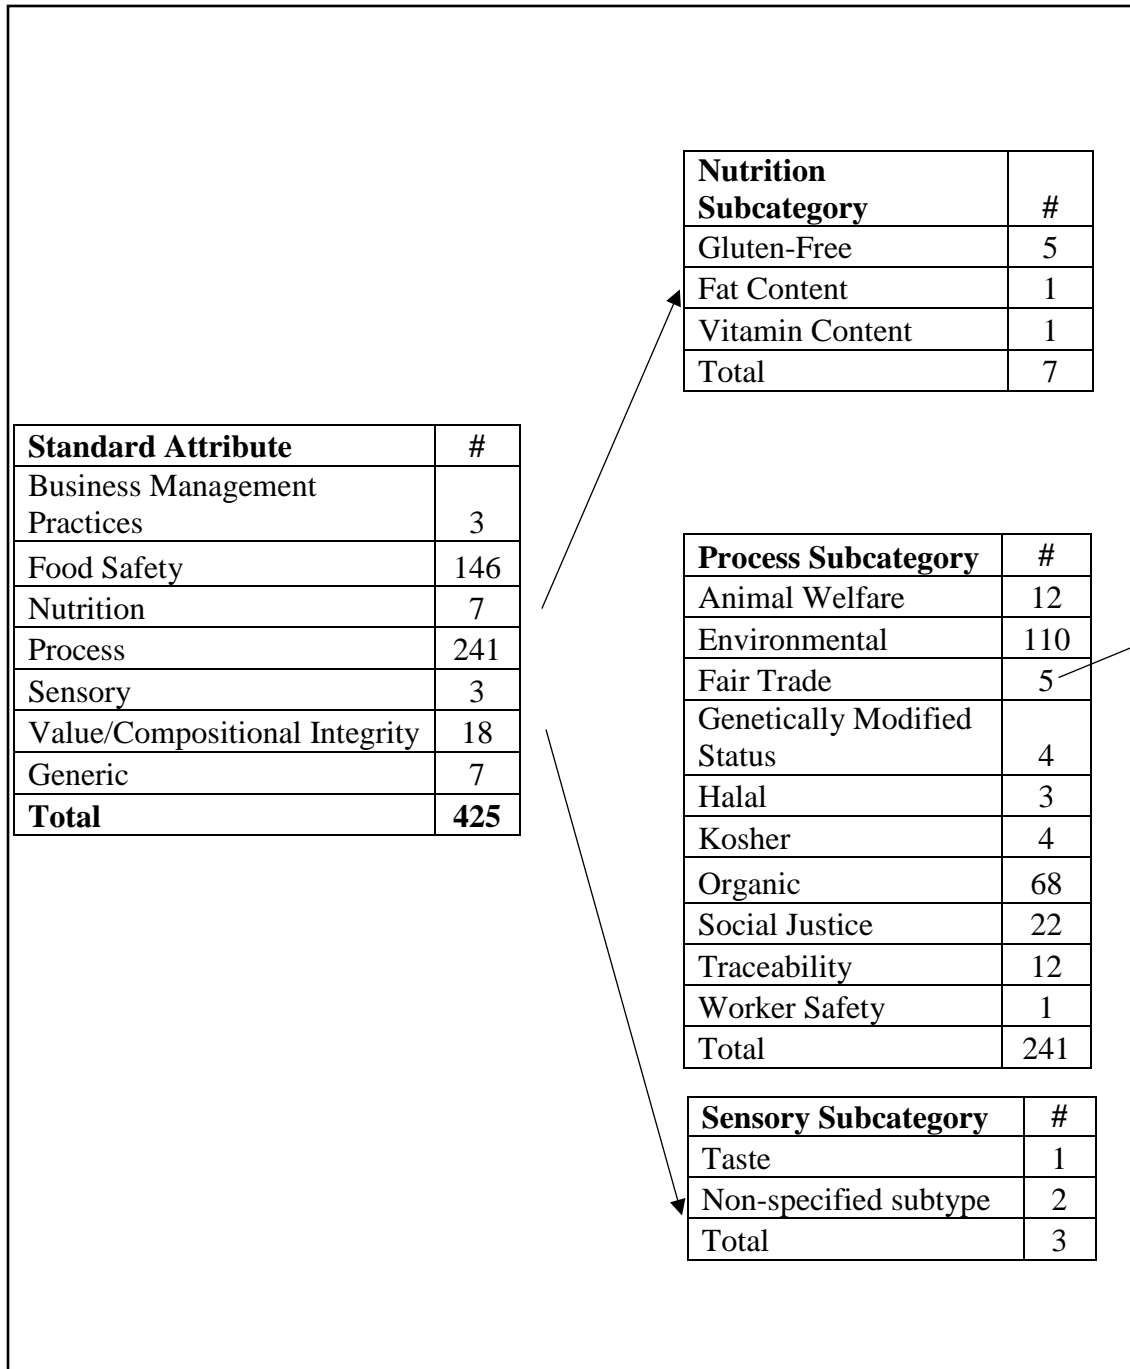 Standard Attribute #
Business Management
Practices 3
Food Safety 146
Nutrition 7
Process 241
Sensory 3
Value/Compositional Integrity 18
Generic 7
Total 425
Nutrition
Subcategory #
Gluten-Free 5
Fat Content 1
Vitamin Content 1
Total 7
Process Subcategory #
Animal Welfare 12
Environmental 110
Fair Trade 5
Genetically Modified
Status 4
Halal 3
Kosher 4
Organic 68
Social Justice 22
Traceability 12
Worker Safety 1
Total 241
Sensory Subcategory #
Taste 1
Non-specified subtype 2
Total 3